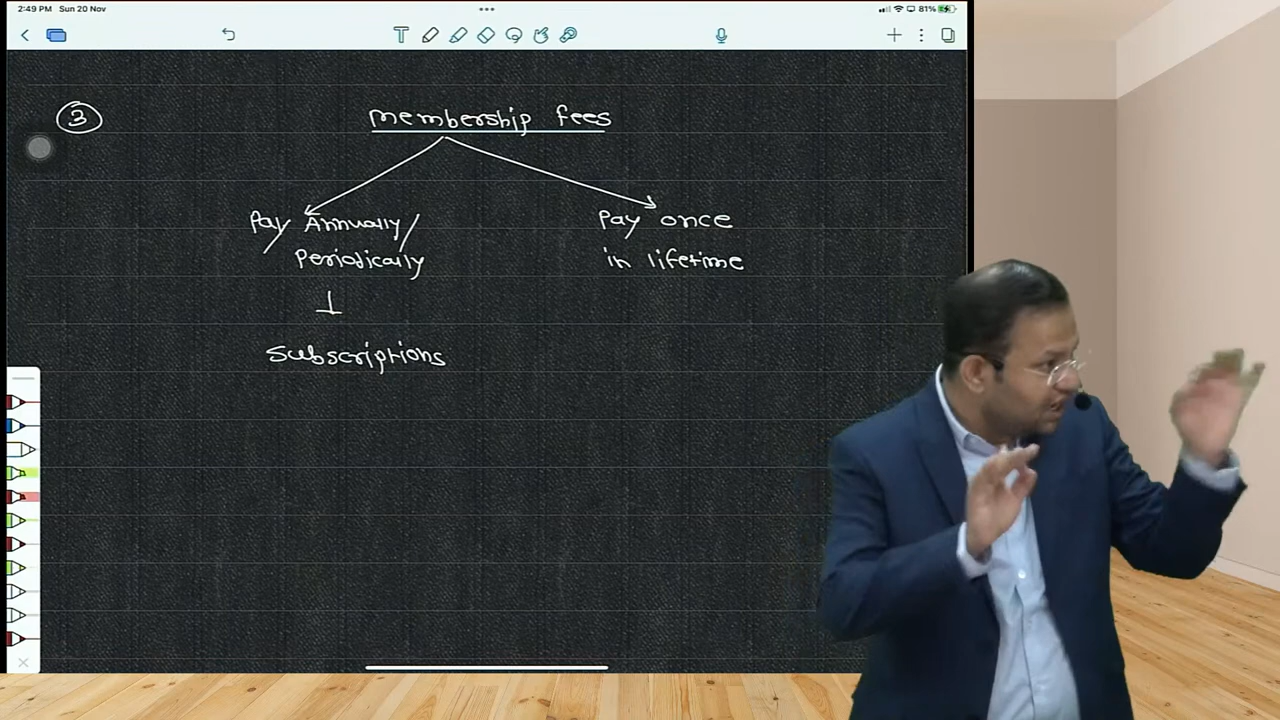 2:49 PM Sun 20 Nov
81%
3
membership fees
Pay Annually/
Periodically
Subscriptions
Pay once
in lifetime